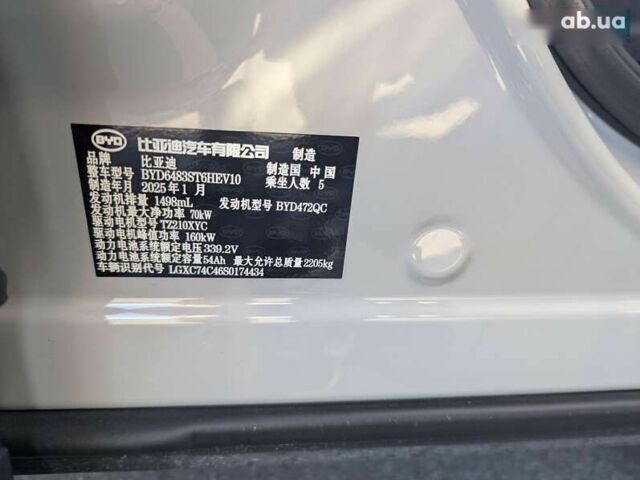 ab.ua
BYD 比亚迪汽车有限公司 制造
品牌 比亚迪 制造国 中国
整车型号 BYD6483ST6HEV10 乘坐人数 5
制造年月 2025年1月
发动机排量 1498mL 发动机型号 BYD472QC
发动机最大净功率 70kW
驱动电机型号 TZ210XYC
驱动电机峰值功率 160kW
动力电池系统额定电压 339.2V
动力电池系统额定容量 54Ah 最大允许总质量 2205kg
车辆识别代号 LGXC74C46S0174434